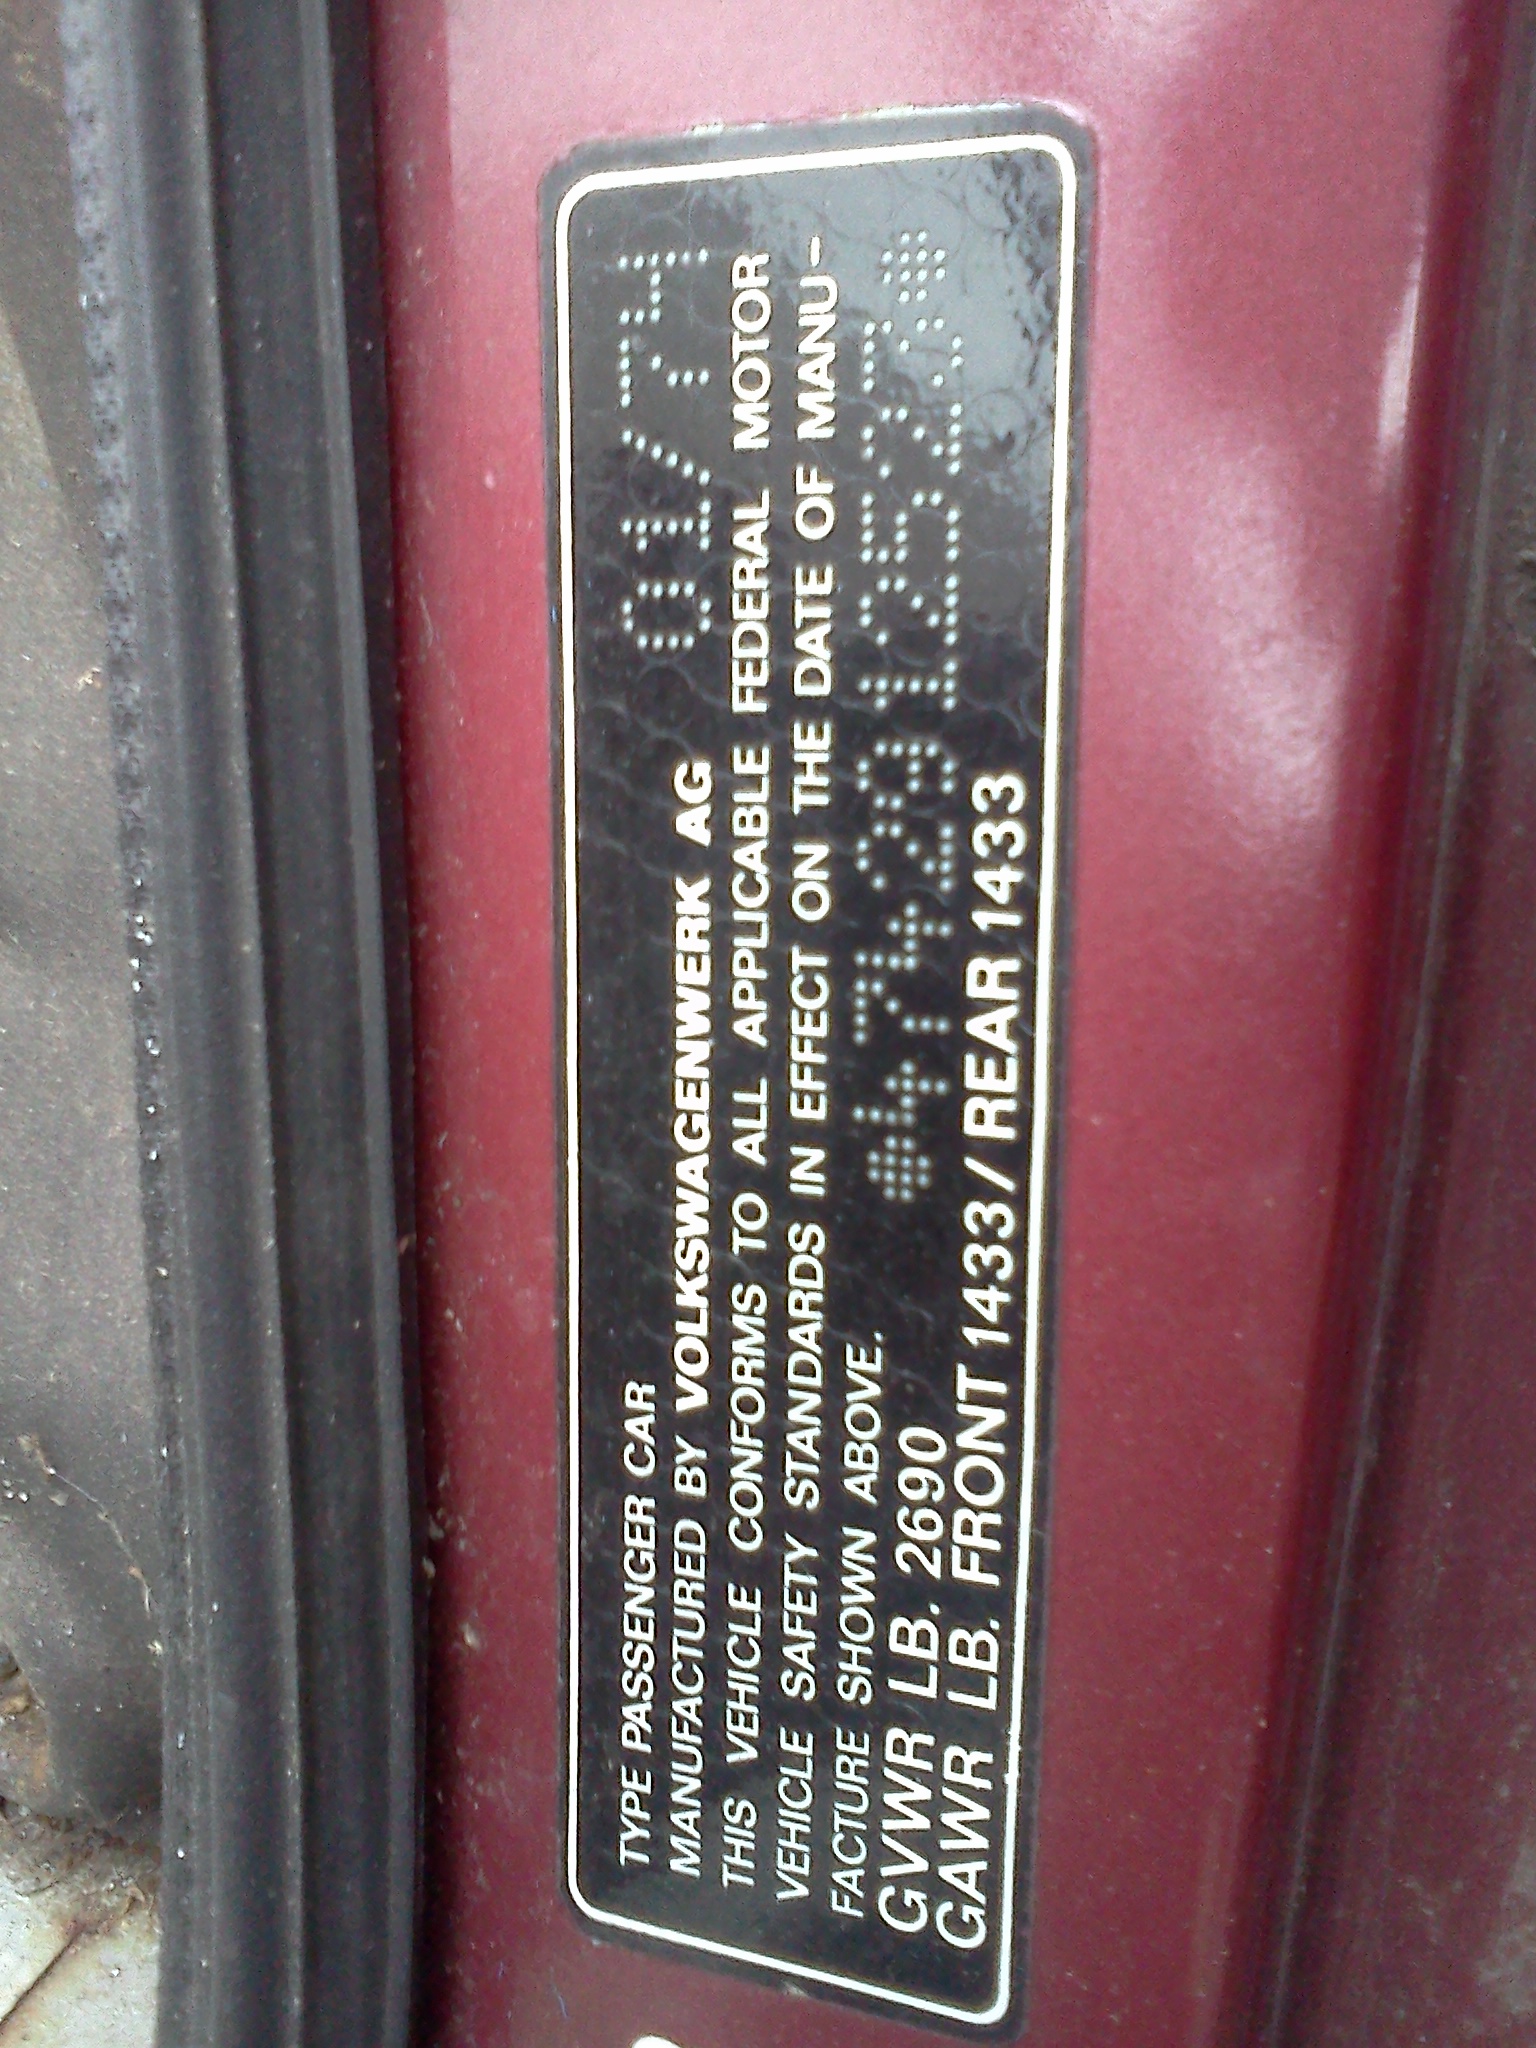 TYPE PASSENGER CAR 01/74
MANUFACTURED BY VOLKSWAGENWERK AG
THIS VEHICLE CONFORMS TO ALL APPLICABLE FEDERAL MOTOR
VEHICLE SAFETY STANDARDS IN EFFECT ON THE DATE OF MANU-
FACTURE SHOWN ABOVE.
GVWR LB. 2690 ◆4742912527◆
GAWR LB. FRONT 1433 / REAR 1433